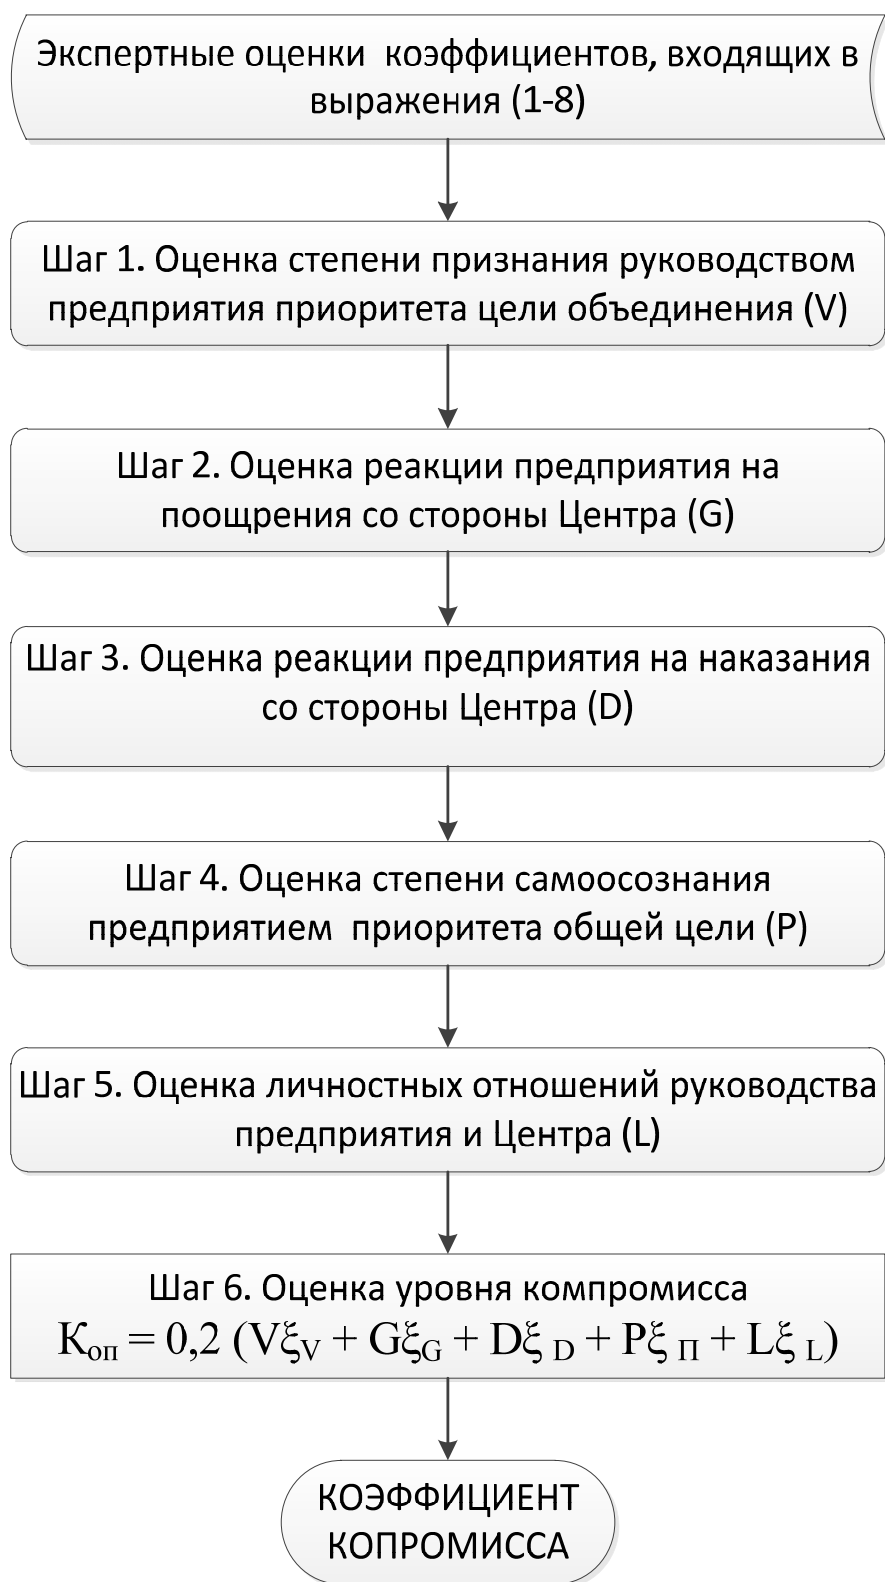 Экспертные оценки коэффициентов, входящих в
выражения (1-8)
Шаг 1. Оценка степени признания руководством
предприятия приоритета цели объединения (V)
Шаг 2. Оценка реакции предприятия на
поощрения со стороны Центра (G)
Шаг 3. Оценка реакции предприятия на наказания
со стороны Центра (D)
Шаг 4. Оценка степени самоосознания
предприятием приоритета общей цели (P)
Шаг 5. Оценка личностных отношений руководства
предприятия и Центра (L)
Шаг 6. Оценка уровня компромисса
Kоп = 0,2 (VξV + GξG + Dξ D + Pξ П + Lξ L)
КОЭФФИЦИЕНТ
КОПРОМИССА